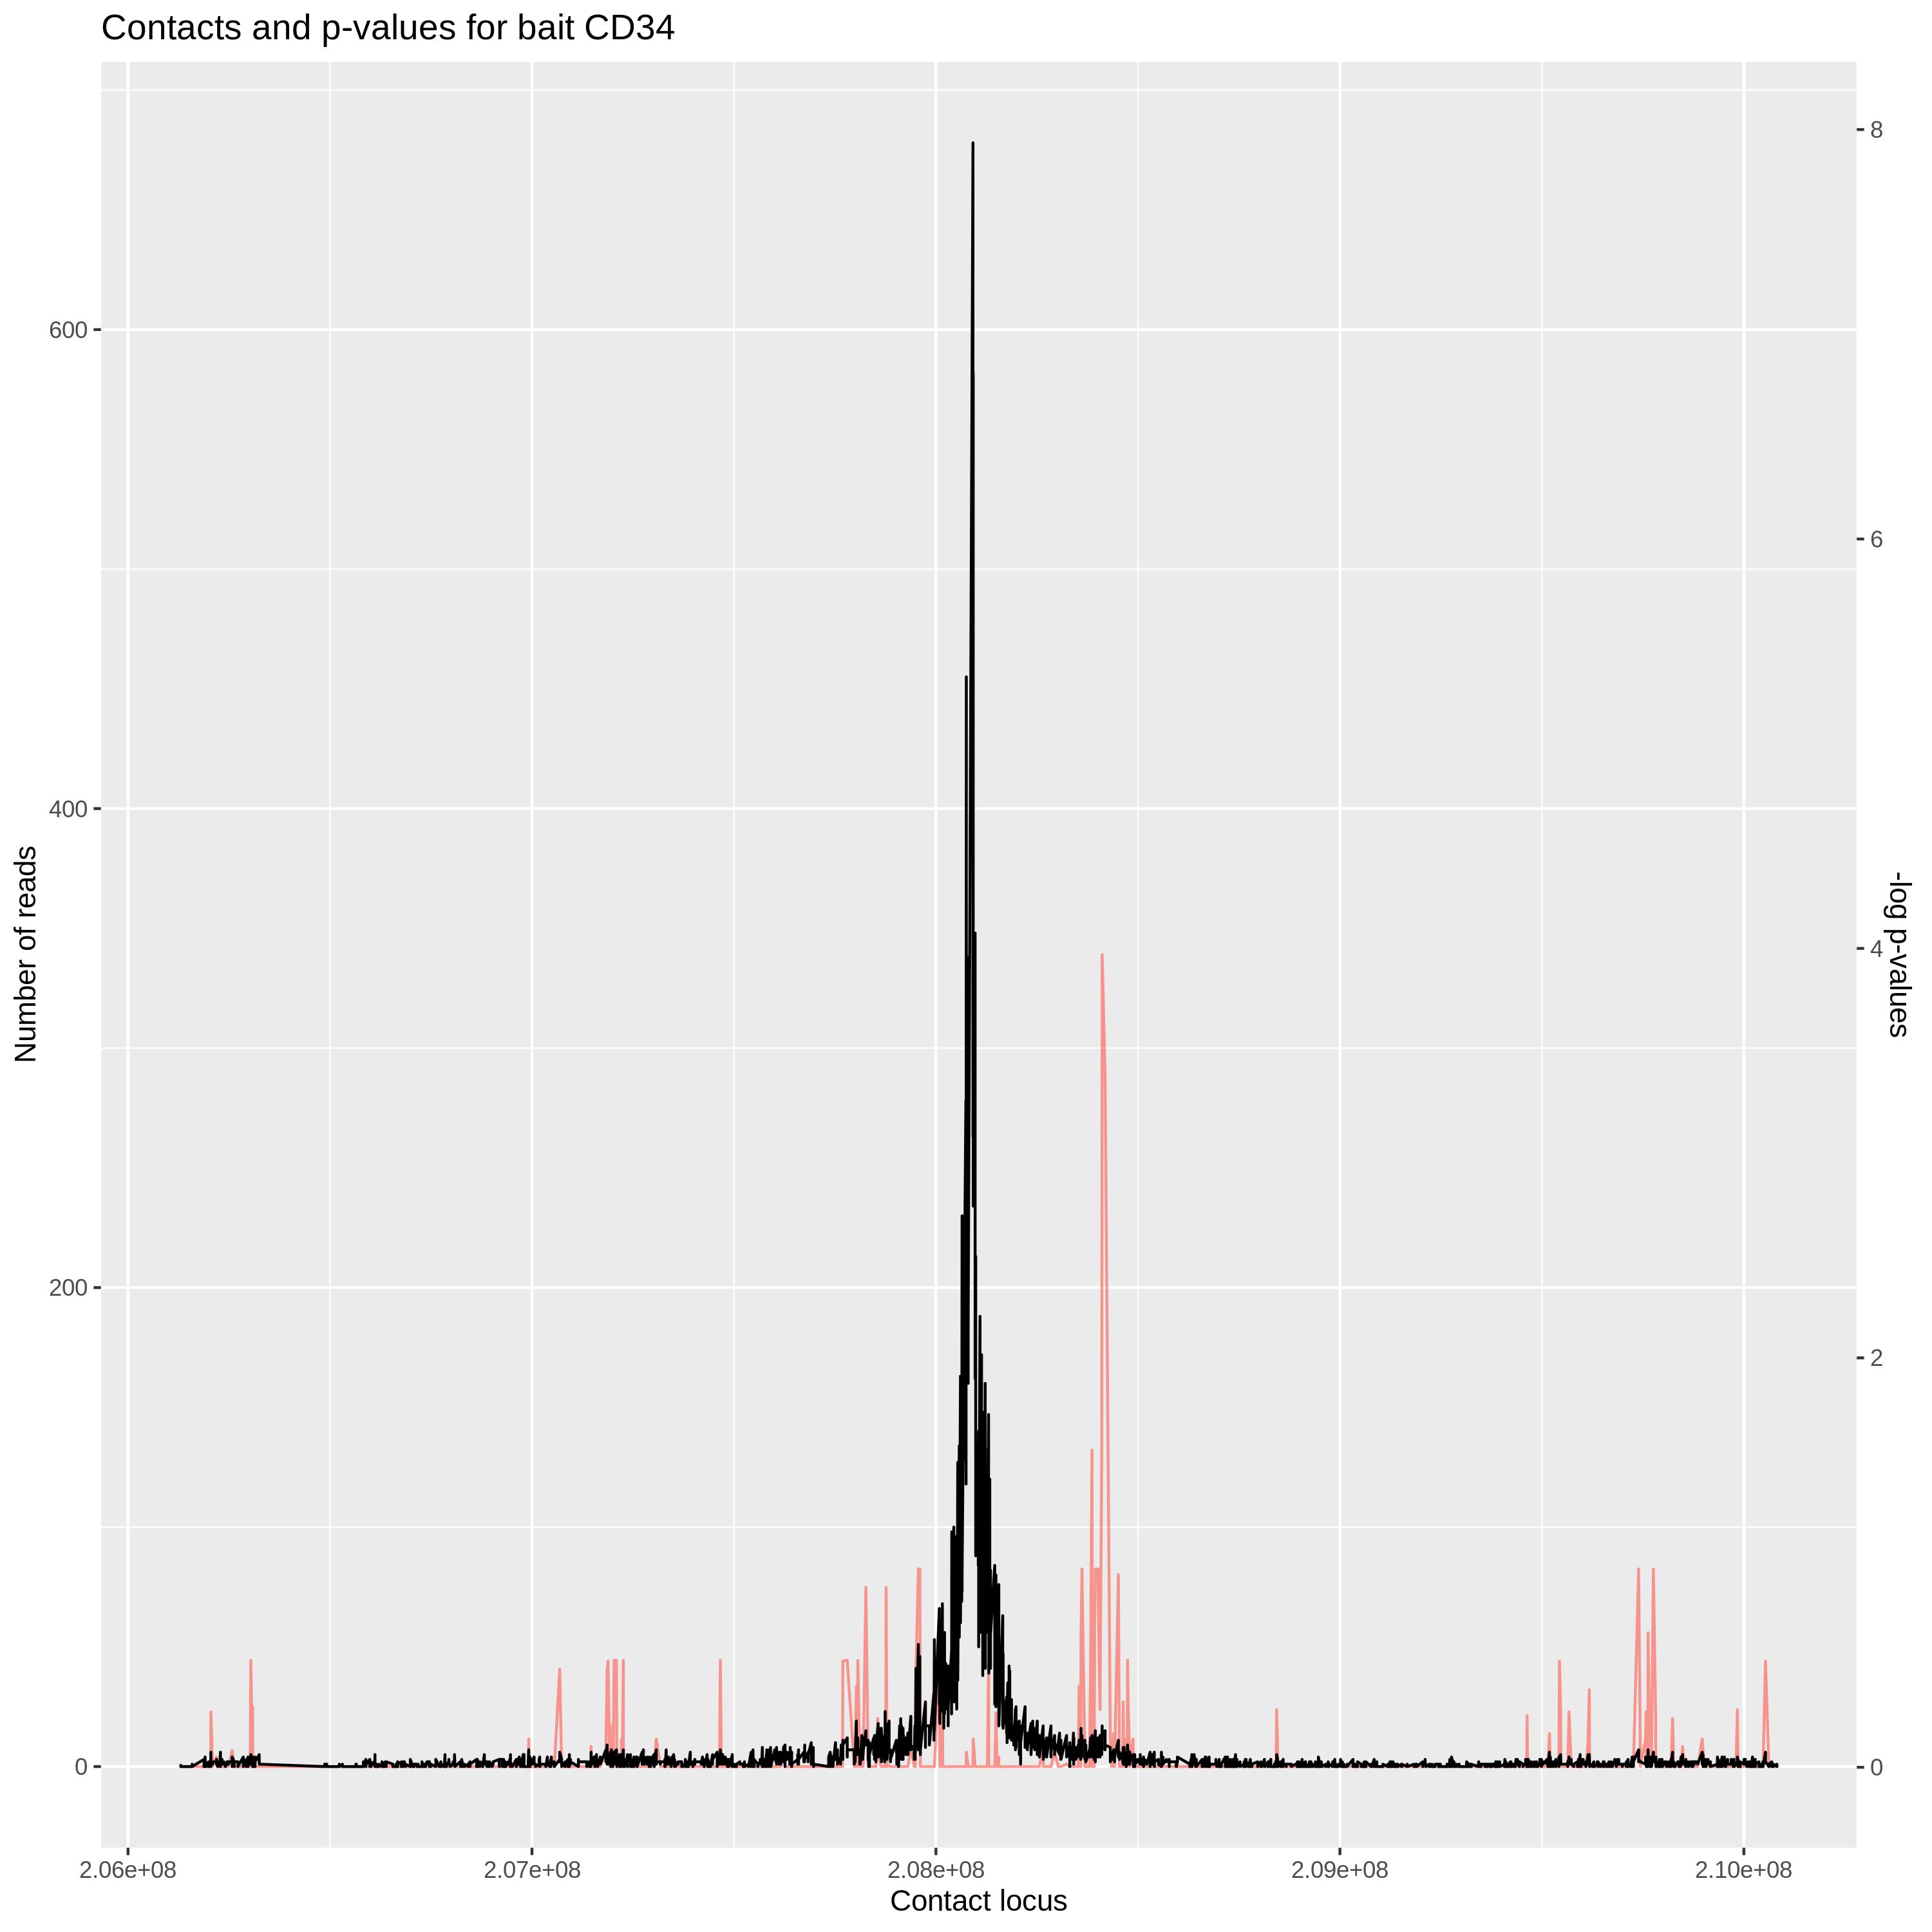 Contacts and p-values for bait CD34
Number of reads
600
400
200
0
8
6
4
2
0
-log p-values
2.06e+08 2.07e+08 2.08e+08 2.09e+08 2.10e+08
Contact locus